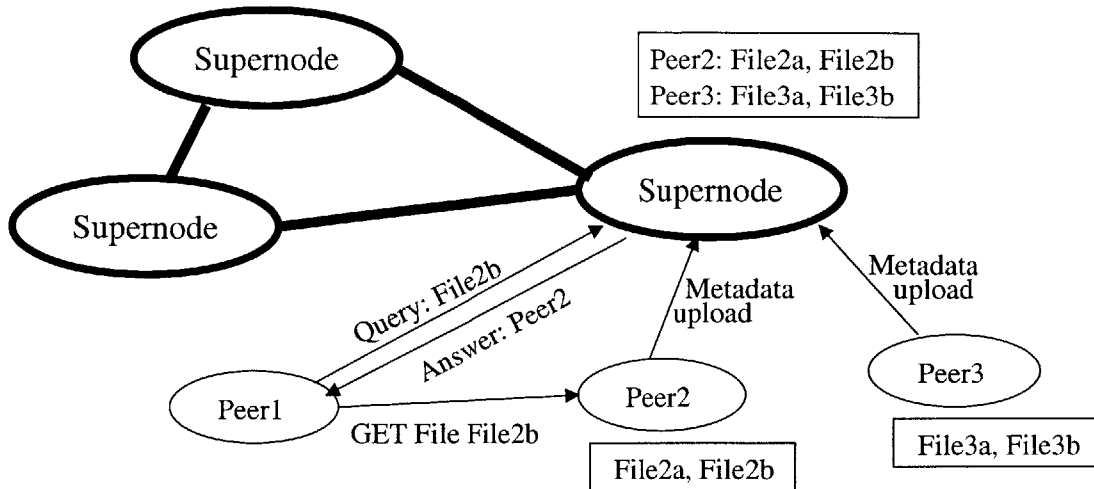 Supernode
Peer2: File2a, File2b
Peer3: File3a, File3b
Supernode
Supernode
Query: File2b
Answer: Peer2
Metadata
upload
Metadata
upload
Peer1
Peer2
Peer3
GET File File2b
File2a, File2b
File3a, File3b